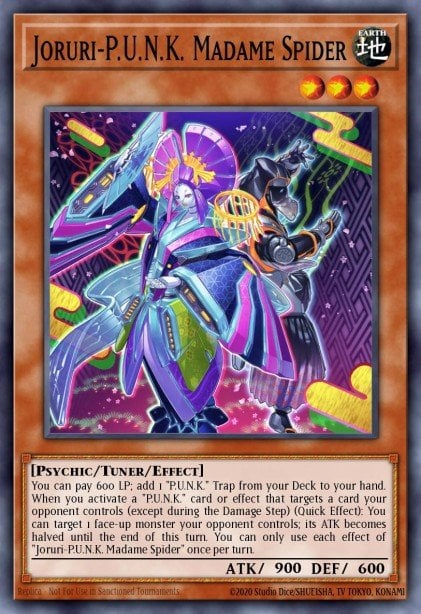 JORURI-P.U.N.K. MADAME SPIDER
EARTH
地
[PSYCHIC/TUNER/EFFECT]
You can pay 600 LP; add 1 "P.U.N.K." Trap from your Deck to your hand.
When you activate a "P.U.N.K." card or effect that targets a card your
opponent controls (except during the Damage Step) (Quick Effect): You
can target 1 face-up monster your opponent controls; its ATK becomes
halved until the end of this turn. You can only use each effect of
"Joruri-P.U.N.K. Madame Spider" once per turn.
ATK/ 900 DEF/ 600
Replica - Not For Use in Sanctioned Tournaments
©2020 Studio Dice/SHUEISHA, TV TOKYO, KONAMI